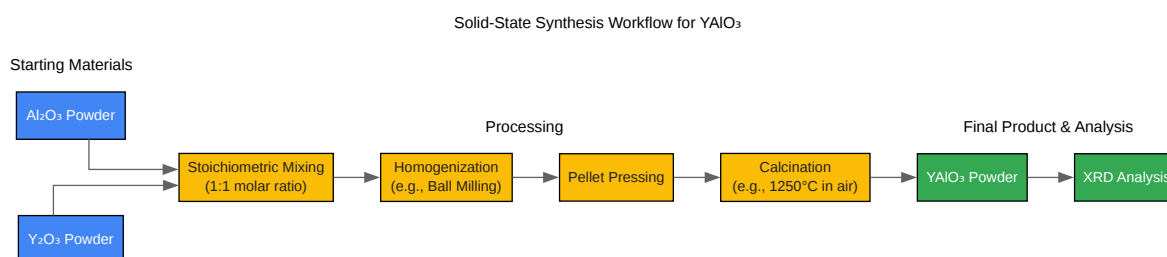 Solid-State Synthesis Workflow for YAlO₃
Starting Materials
Al₂O₃ Powder
Processing
Final Product & Analysis
Stoichiometric Mixing
(1:1 molar ratio)
Homogenization
(e.g., Ball Milling)
Pellet Pressing
Calcination
(e.g., 1250°C in air)
YAlO₃ Powder
XRD Analysis
Y₂O₃ Powder